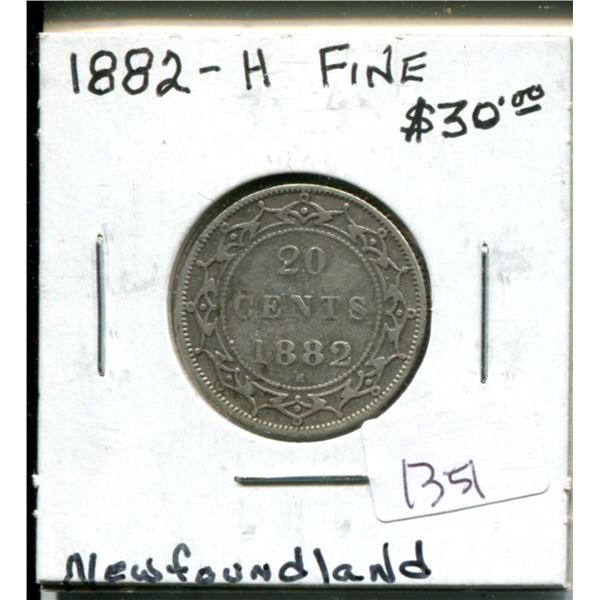 1882-H FINE
$30.00
20
CENTS
1882
H
1351
Newfoundland